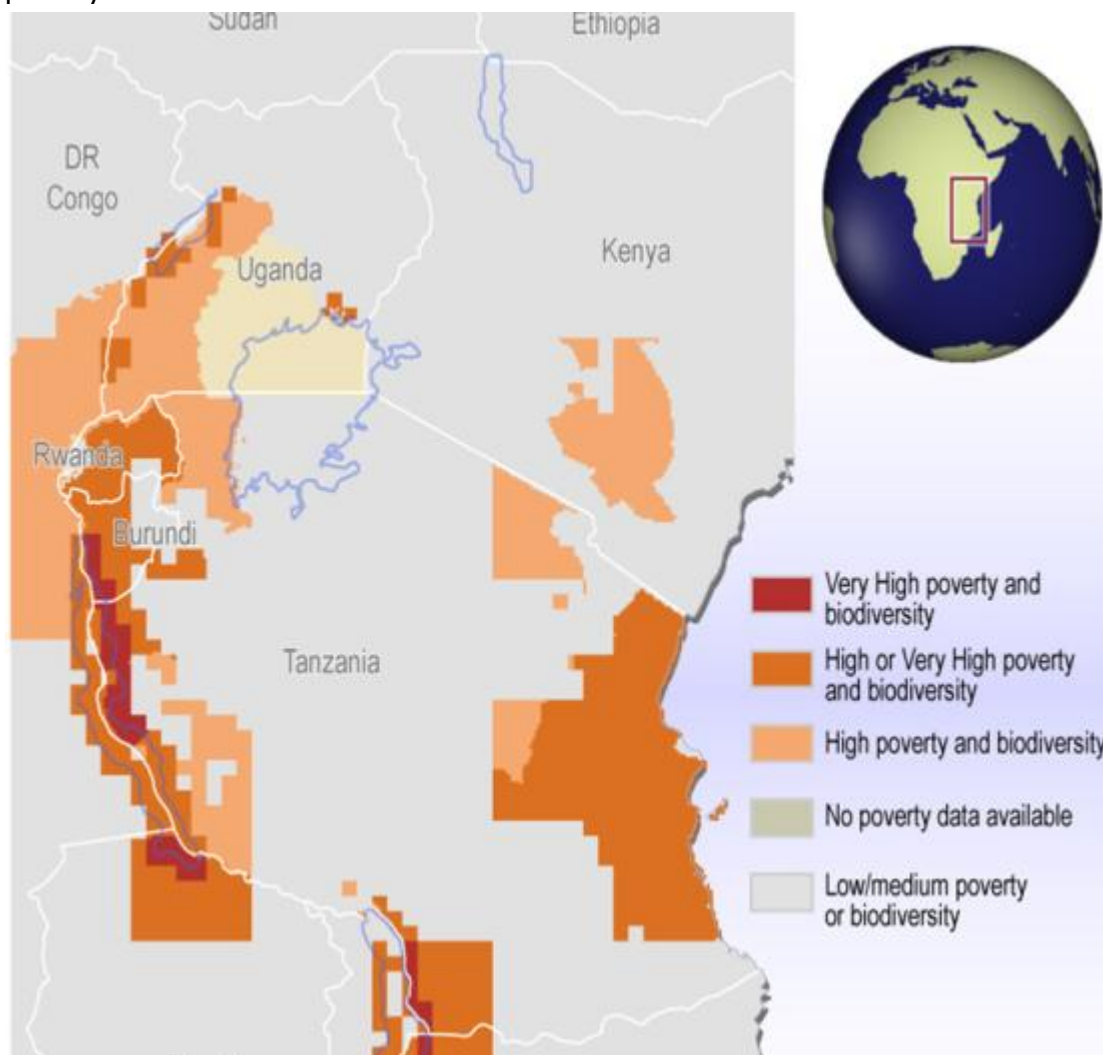 Sudan
Ethiopia
DR
Congo
Uganda
Kenya
Rwanda
Burundi
Tanzania
Very High poverty and
biodiversity
High or Very High poverty
and biodiversity
High poverty and biodiversity
No poverty data available
Low/medium poverty
or biodiversity